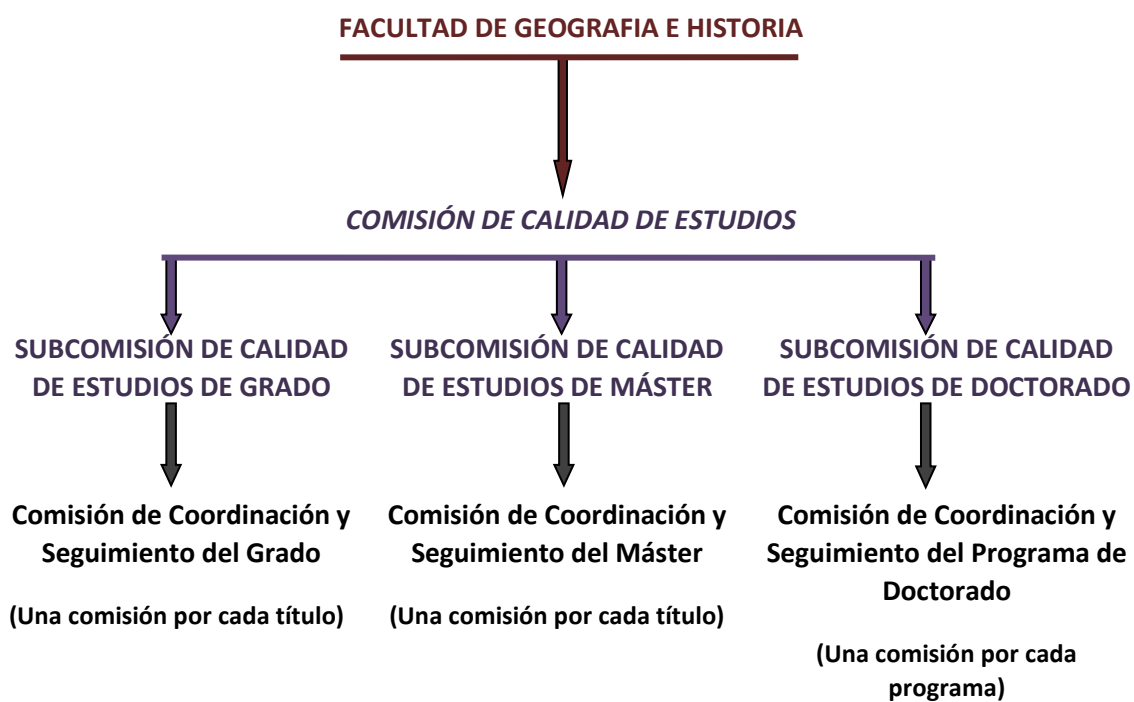 FACULTAD DE GEOGRAFIA E HISTORIA
COMISIÓN DE CALIDAD DE ESTUDIOS
SUBCOMISIÓN DE CALIDAD
DE ESTUDIOS DE GRADO
SUBCOMISIÓN DE CALIDAD
DE ESTUDIOS DE MÁSTER
SUBCOMISIÓN DE CALIDAD
DE ESTUDIOS DE DOCTORADO
Comisión de Coordinación y
Seguimiento del Grado
(Una comisión por cada título)
Comisión de Coordinación y
Seguimiento del Máster
(Una comisión por cada título)
Comisión de Coordinación y
Seguimiento del Programa de
Doctorado
(Una comisión por cada
programa)